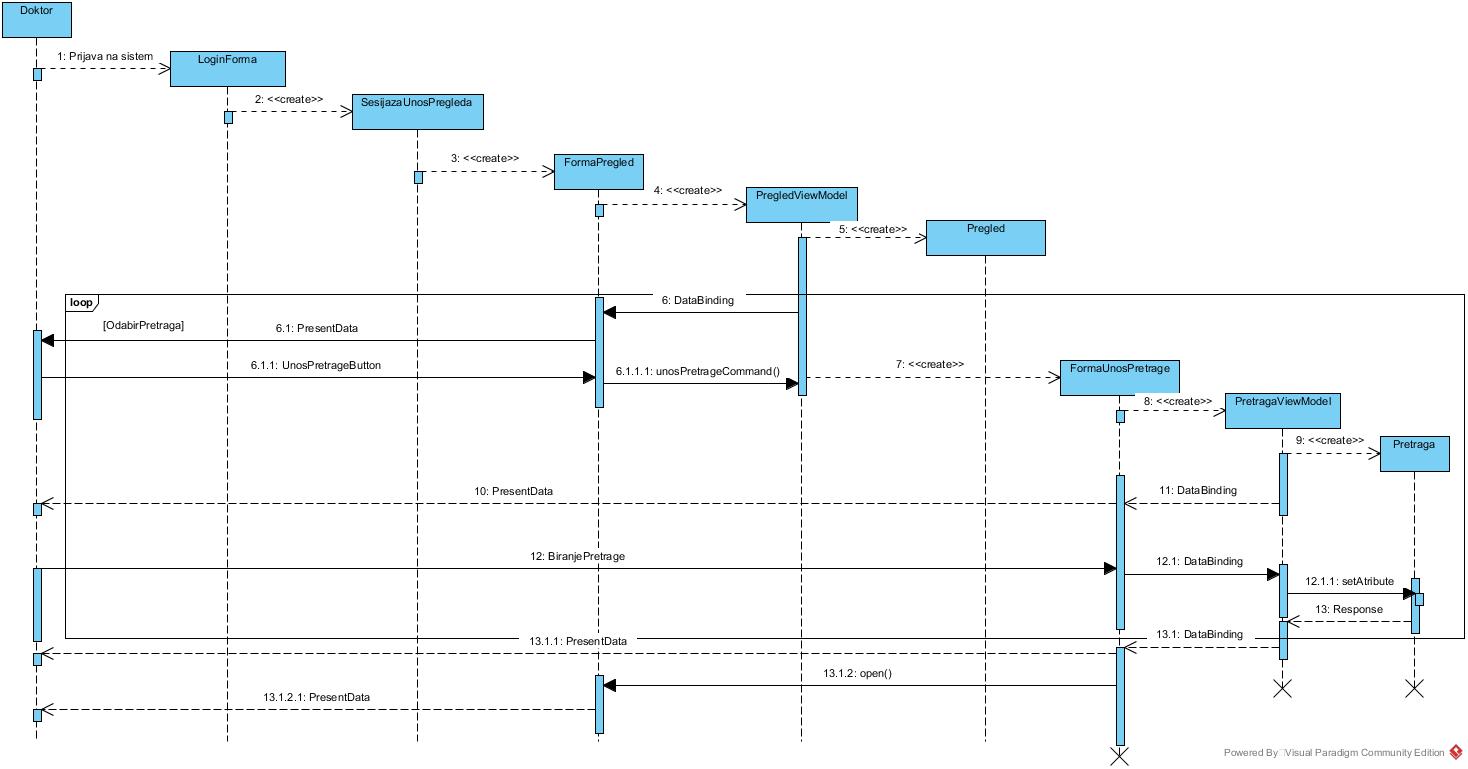 Doktor
1: Prijava na sistem
LoginForma
2: <<create>>
SesijazaUnosPregleda
3: <<create>>
FormaPregled
4: <<create>>
PregledViewModel
5: <<create>>
Pregled
loop
6: DataBinding
[OdabirPretraga]
6.1: PresentData
6.1.1: UnosPretrageButton
6.1.1.1: unosPretrageCommand()
7: <<create>>
FormaUnosPretrage
8: <<create>>
PretragaViewModel
9: <<create>>
Pretraga
10: PresentData
11: DataBinding
12: BiranjePretrage
12.1: DataBinding
12.1.1: setAtribute
13: Response
13.1.1: PresentData
13.1: DataBinding
13.1.2: open()
13.1.2.1: PresentData
Powered By Visual Paradigm Community Edition